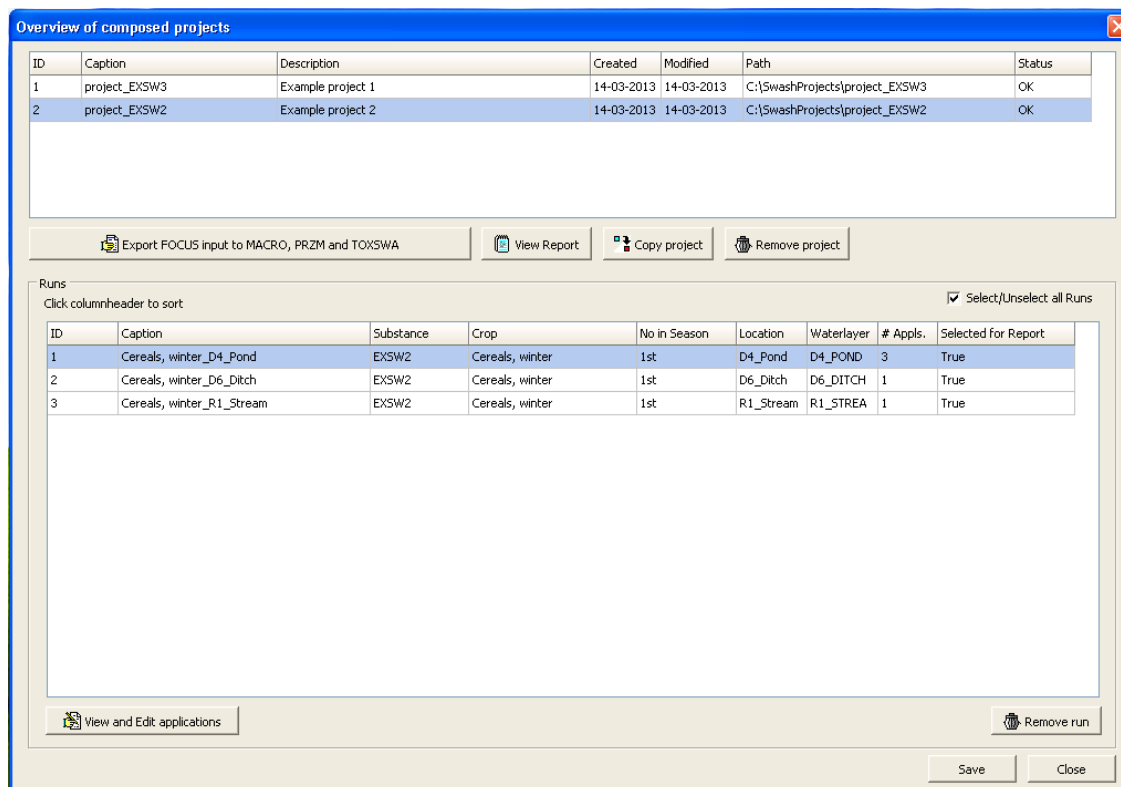 Overview of composed projects
ID Caption Description Created Modified Path Status
1 project_EXSW3 Example project 1 14-03-2013 14-03-2013 C:\SwashProjects\project_EXSW3 OK
2 project_EXSW2 Example project 2 14-03-2013 14-03-2013 C:\SwashProjects\project_EXSW2 OK
Export FOCUS input to MACRO, PRZM and TOXSWA View Report Copy project Remove project
Runs
Click columnheader to sort Select/Unselect all Runs
ID Caption Substance Crop No in Season Location Waterlayer # Appls. Selected for Report
1 Cereals, winter_D4_Pond EXSW2 Cereals, winter 1st D4_Pond D4_POND 3 True
2 Cereals, winter_D6_Ditch EXSW2 Cereals, winter 1st D6_Ditch D6_DITCH 1 True
3 Cereals, winter_R1_Stream EXSW2 Cereals, winter 1st R1_Stream R1_STREA 1 True
View and Edit applications Remove run
Save Close